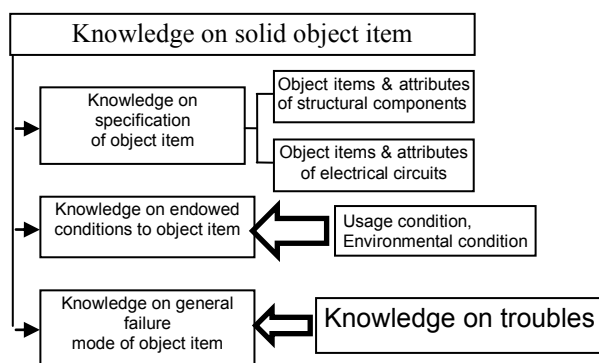 Knowledge on solid object item
Knowledge on
specification
of object item
Object items & attributes
of structural components
Object items & attributes
of electrical circuits
Knowledge on endowed
conditions to object item
Usage condition,
Environmental condition
Knowledge on general
failure
mode of object item
Knowledge on troubles